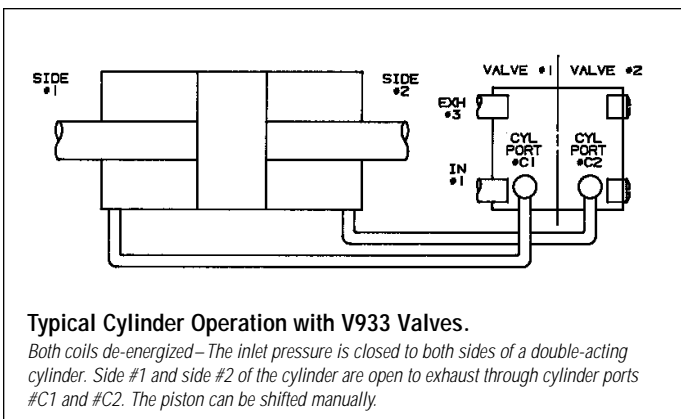 SIDE
#1
SIDE
#2
VALVE #1
VALVE #2
EXH
#3
CYL
PORT
#C1
CYL
PORT
#C2
IN
#1
Typical Cylinder Operation with V933 Valves.
Both coils de-energized–The inlet pressure is closed to both sides of a double-acting
cylinder. Side #1 and side #2 of the cylinder are open to exhaust through cylinder ports
#C1 and #C2. The piston can be shifted manually.